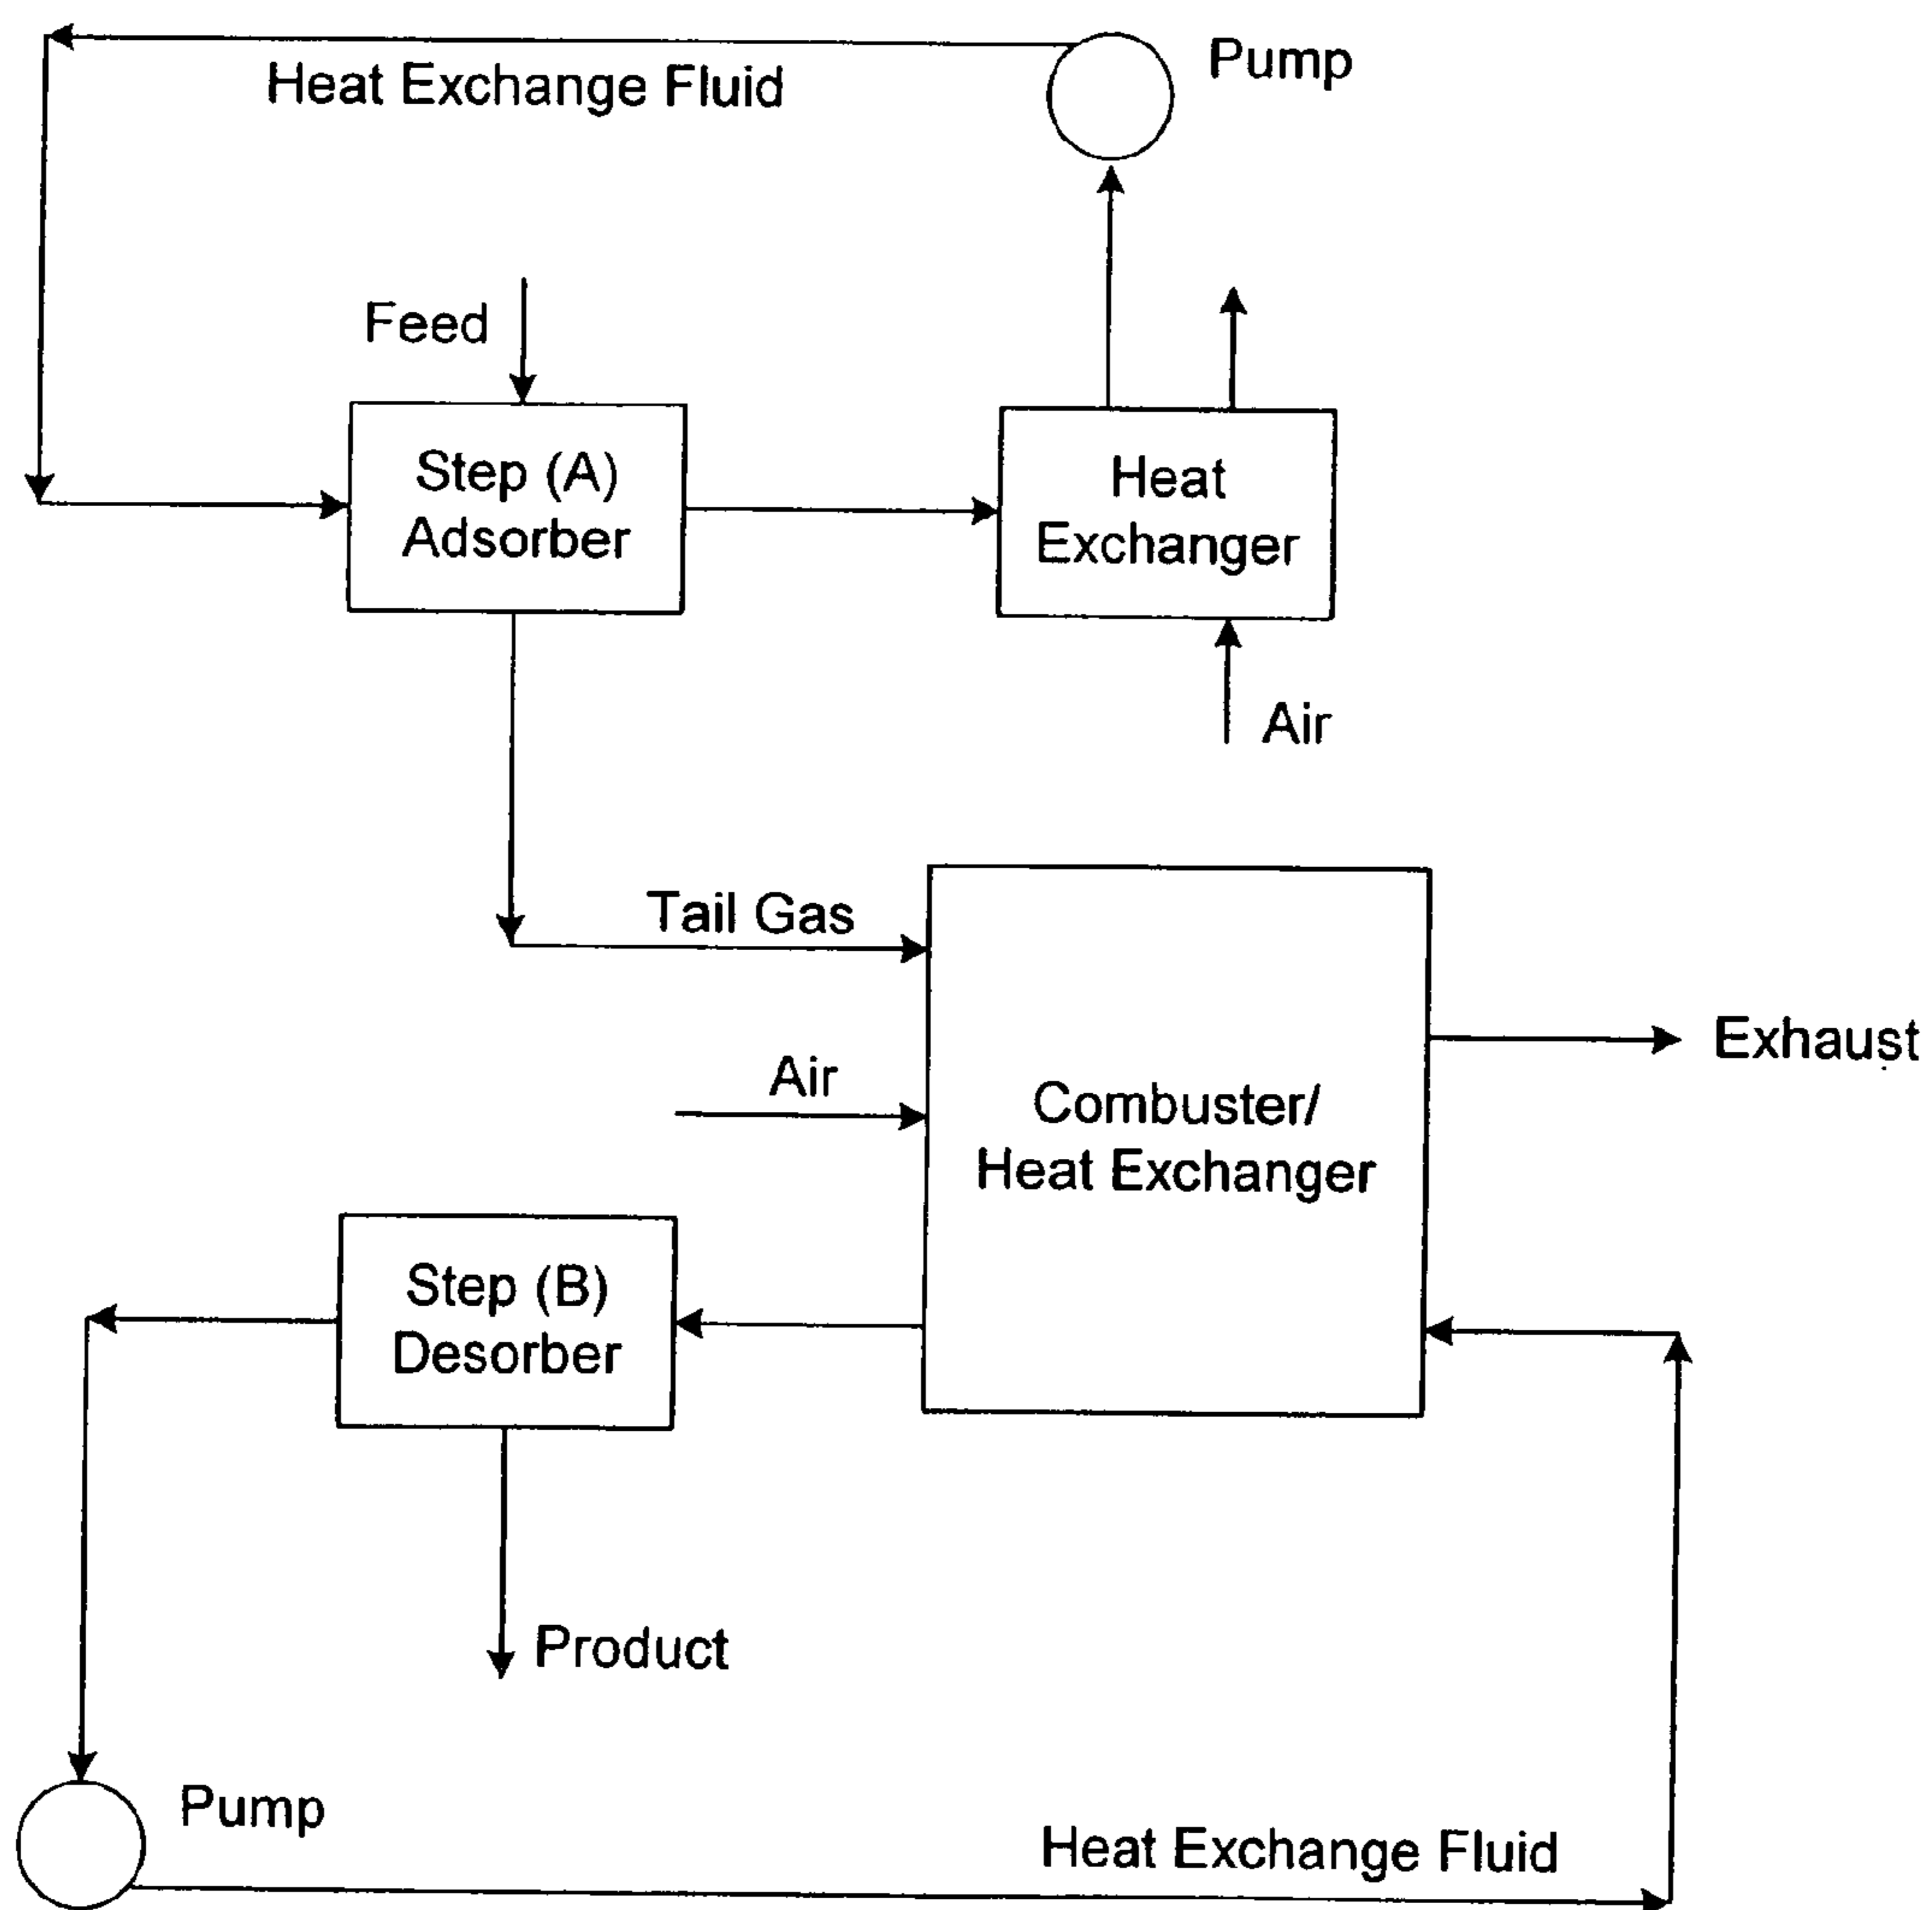 Pump
Heat Exchange Fluid
Feed
Step (A)
Adsorber
Heat
Exchanger
Air
Tail Gas
Exhaust
Air
Combuster/
Heat Exchanger
Step (B)
Desorber
Product
Pump
Heat Exchange Fluid